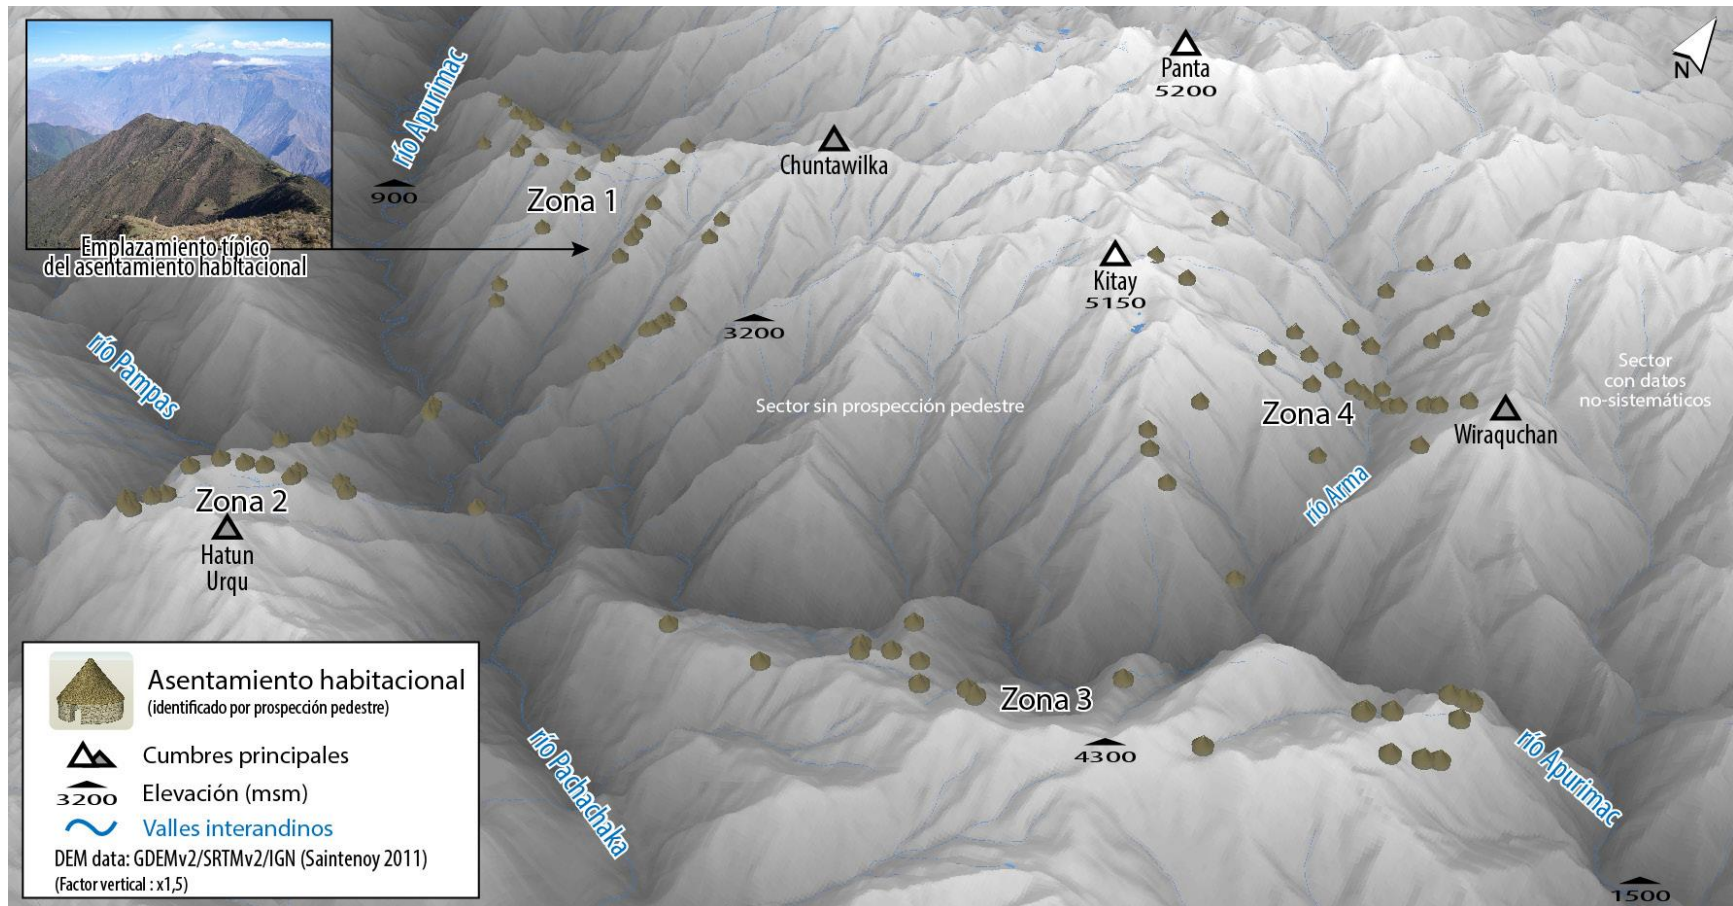 Emplazamiento típico
del asentamiento habitacional
río Apurimac
900
Panta
5200
N
Chuntawilka
Zona 1
Kitay
5150
3200
río Pampas
Sector sin prospección pedestre
Sector
con datos
no-sistemáticos
Zona 4
Wiraquchan
río Arma
Zona 2
Hatun
Urqu
Zona 3
4300
río Pachachaka
río Apurimac
1500
Asentamiento habitacional
(identificado por prospección pedestre)
Cumbres principales
3200 Elevación (msm)
Valles interandinos
DEM data: GDEMv2/SRTMv2/IGN (Saintenoy 2011)
(Factor vertical : x1,5)